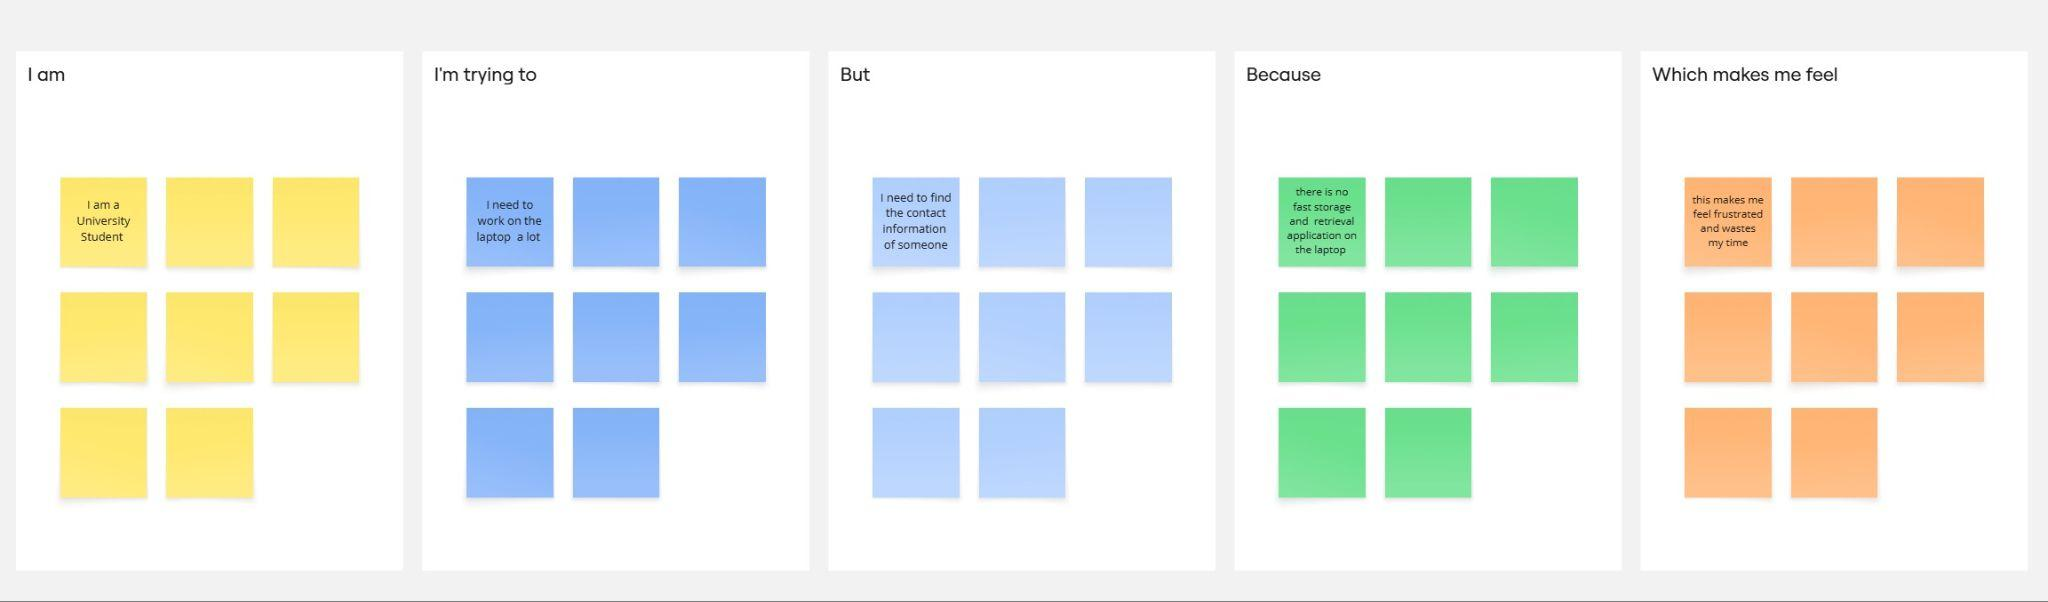 I am
I'm trying to
But
Because
Which makes me feel
I am a
University
Student
I need to
work on the
laptop a lot
I need to find
the contact
information
of someone
there is no
fast storage
and retrieval
application on
the laptop
this makes me
feel frustrated
and wastes
my time